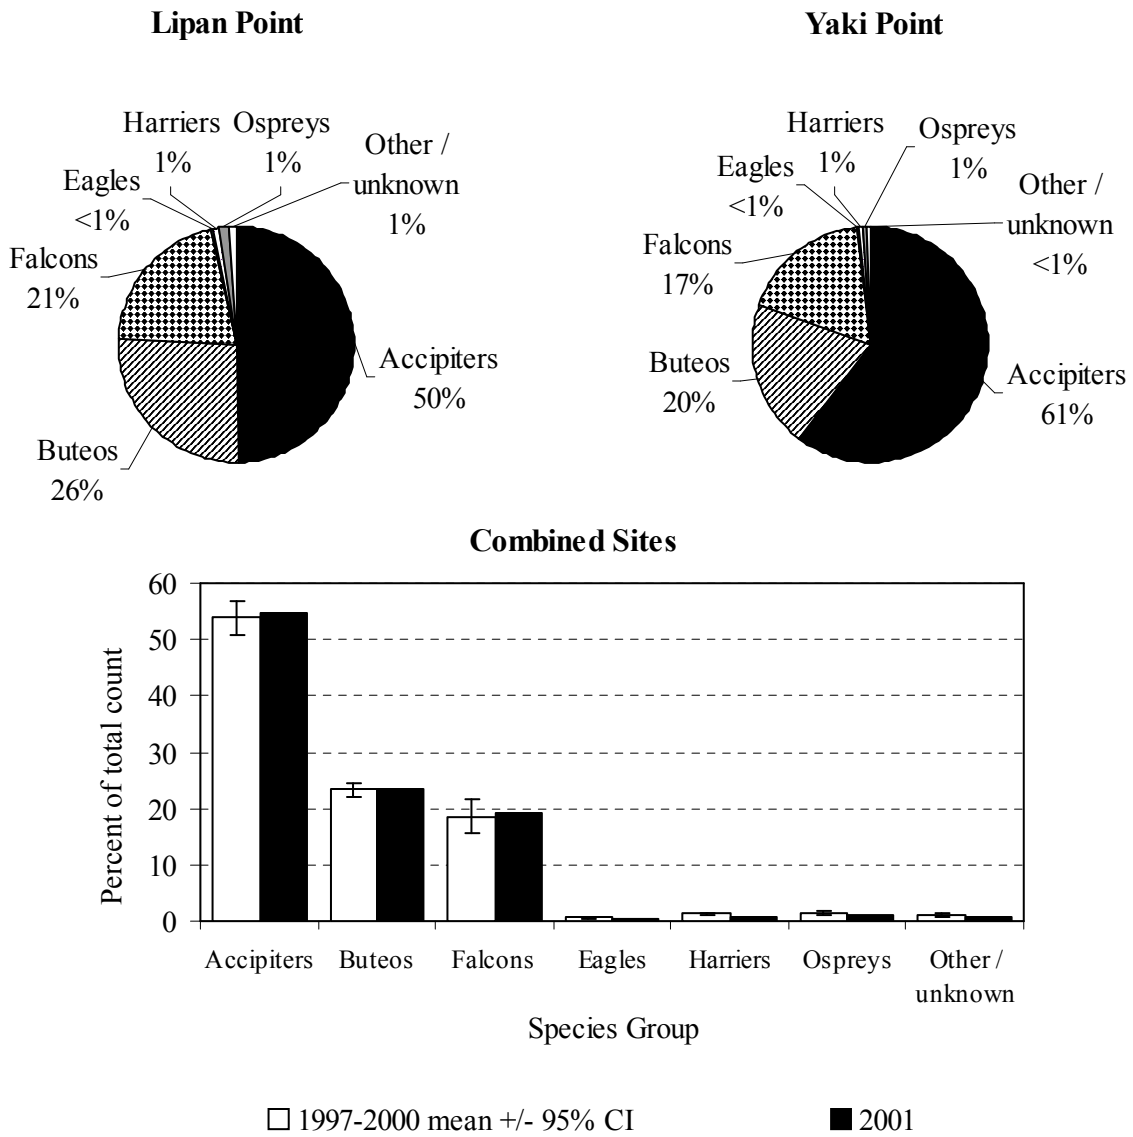 Lipan Point
Harriers
1%
Ospreys
1%
Other /
unknown
1%
Eagles
<1%
Falcons
21%
Accipiters
50%
Buteos
26%
Yaki Point
Harriers
1%
Ospreys
1%
Eagles
<1%
Other /
unknown
<1%
Falcons
17%
Buteos
20%
Accipiters
61%
Combined Sites
Percent of total count
60
50
40
30
20
10
0
Accipiters
Buteos
Falcons
Eagles
Harriers
Ospreys
Other /
unknown
Species Group
1997-2000 mean +/- 95% CI
2001